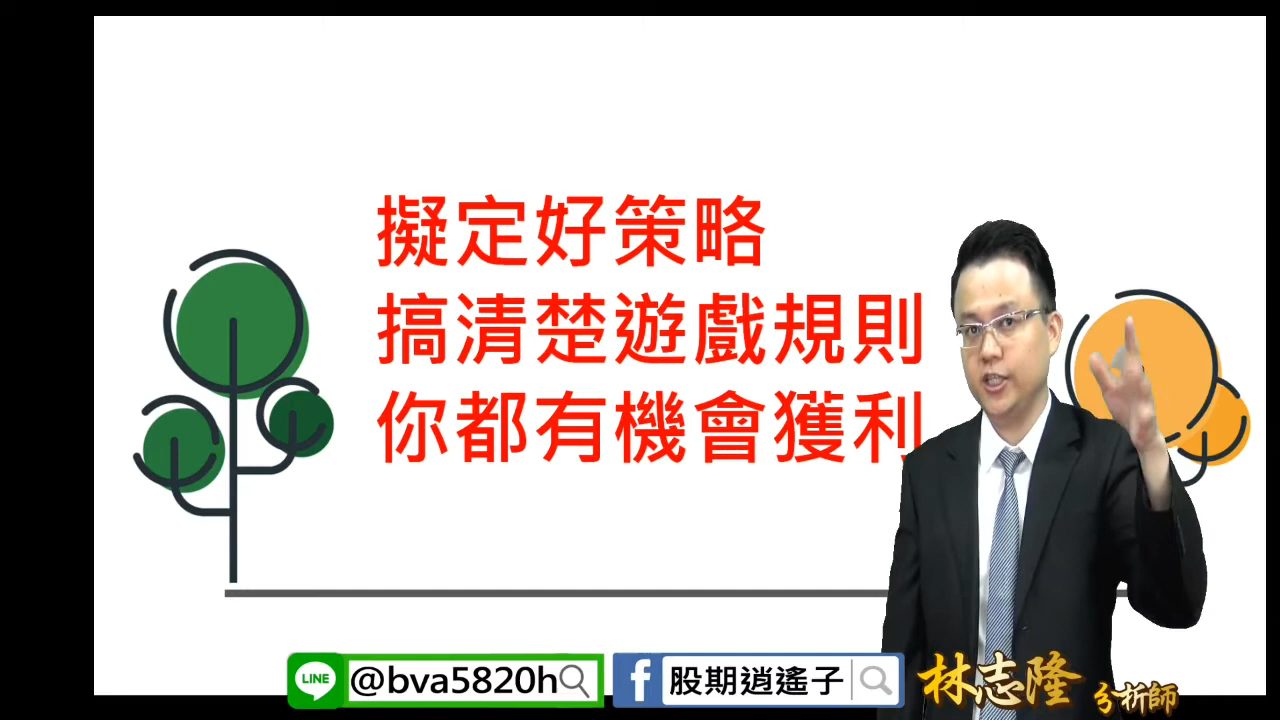 擬定好策略
搞清楚遊戲規則
你都有機會獲利
LINE @bva5820h
股期逍遙子
林志隆 分析師